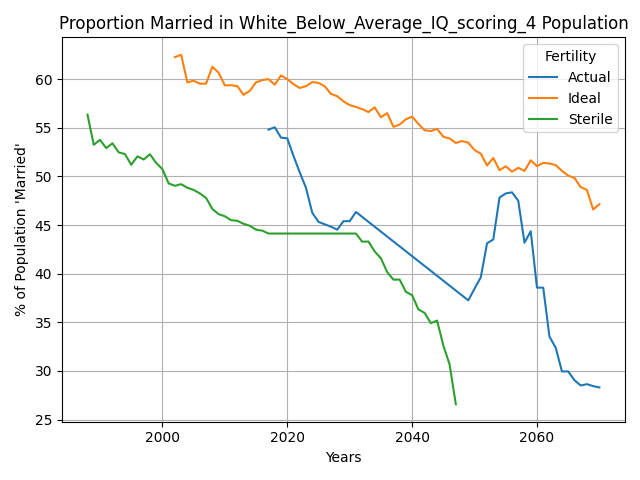 Proportion Married in White_Below_Average_IQ_scoring_4 Population
Fertility
Actual
Ideal
Sterile
% of Population 'Married'
60
55
50
45
40
35
30
25
2000
2020
2040
2060
Years